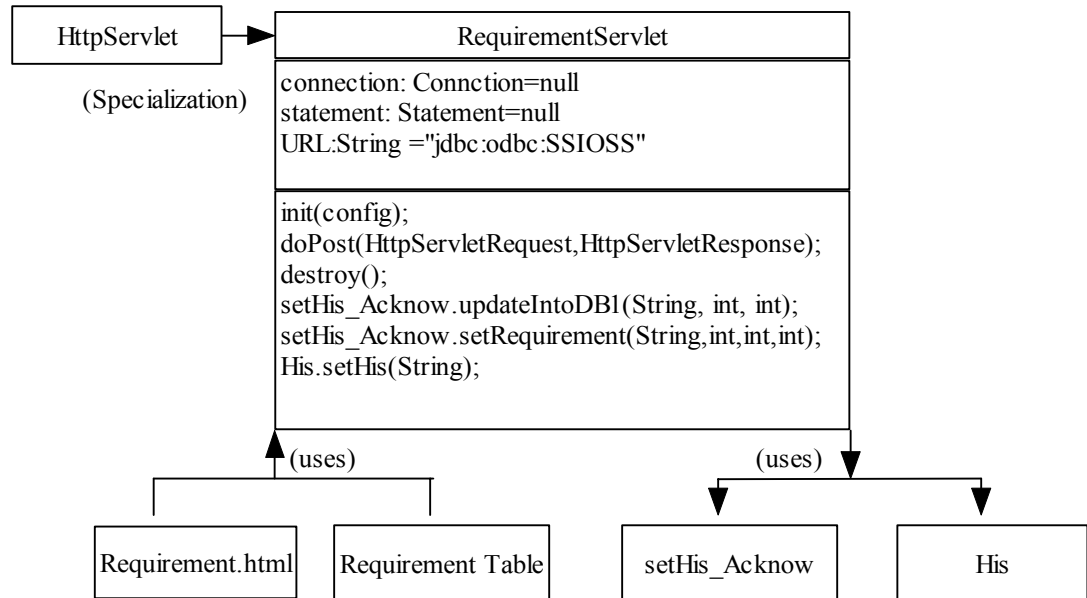 HttpServlet
RequirementServlet
(Specialization)
connection: Connction=null
statement: Statement=null
URL:String ="jdbc:odbc:SSIOSS"
init(config);
doPost(HttpServletRequest,HttpServletResponse);
destroy();
setHis_Acknow.updateIntoDB1(String, int, int);
setHis_Acknow.setRequirement(String,int,int,int);
His.setHis(String);
(uses)
(uses)
Requirement.html
Requirement Table
setHis_Acknow
His